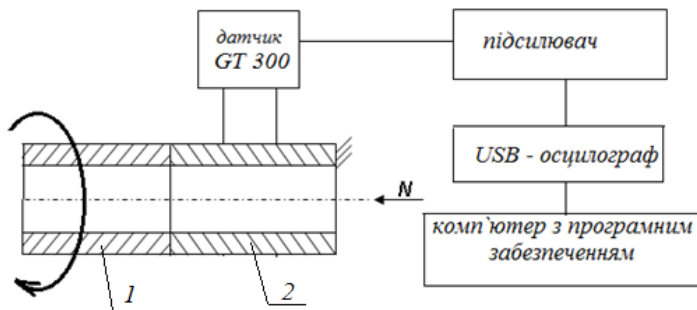 датчик
GT 300
підсилювач
USB - осцилограф
N
комп`ютер з програмним
забезпеченням
1
2